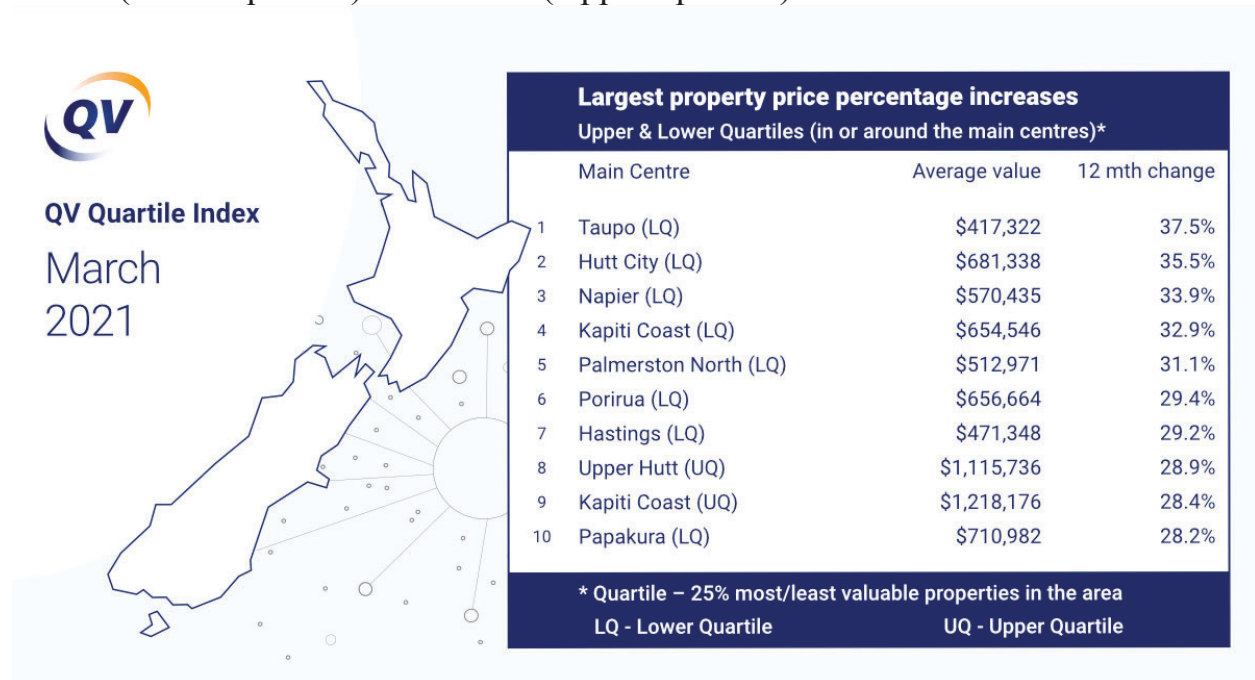 QV
QV Quartile Index
March
2021
Largest property price percentage increases
Upper & Lower Quartiles (in or around the main centres)*
Main Centre Average value 12 mth change
1 Taupo (LQ) $417,322 37.5%
2 Hutt City (LQ) $681,338 35.5%
3 Napier (LQ) $570,435 33.9%
4 Kapiti Coast (LQ) $654,546 32.9%
5 Palmerston North (LQ) $512,971 31.1%
6 Porirua (LQ) $656,664 29.4%
7 Hastings (LQ) $471,348 29.2%
8 Upper Hutt (UQ) $1,115,736 28.9%
9 Kapiti Coast (UQ) $1,218,176 28.4%
10 Papakura (LQ) $710,982 28.2%
* Quartile – 25% most/least valuable properties in the area
LQ - Lower Quartile UQ - Upper Quartile